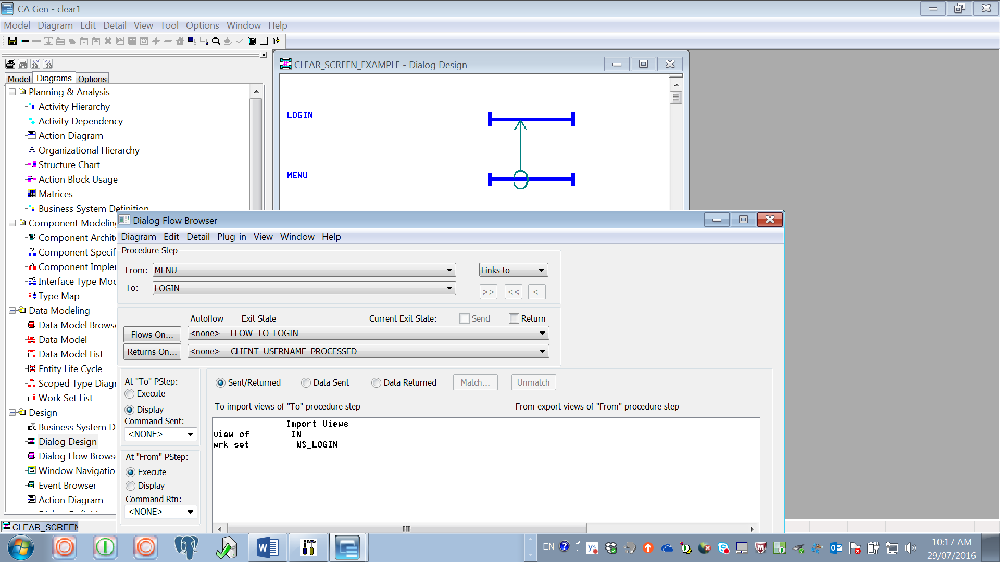 CA Gen - clear1
Model Diagram Edit Detail View Tool Options Window Help
Model Diagrams Options
Planning & Analysis
Activity Hierarchy
Activity Dependency
Action Diagram
Organizational Hierarchy
Structure Chart
Action Block Usage
Matrices
Business System Definition
Component Modeling
Component Archite
Component Specif
Component Impler
Interface Type Moc
Type Map
Data Modeling
Data Model Browse
Data Model
Data Model List
Entity Life Cycle
Scoped Type Diagr
Work Set List
Design
Business System D
Dialog Design
Dialog Flow Brows
Window Navigatio
Event Browser
Action Diagram
CLEAR_SCREEN
CLEAR_SCREEN_EXAMPLE - Dialog Design
LOGIN
MENU
Dialog Flow Browser
Diagram Edit Detail Plug-in View Window Help
Procedure Step
From: MENU Links to
To: LOGIN >> << <-
Autoflow Exit State Current Exit State: Send Return
Flows On... <none> FLOW_TO_LOGIN
Returns On... <none> CLIENT_USERNAME_PROCESSED
At "To" PStep:
Execute
Display
Command Sent:
<NONE>
At "From" PStep:
Execute
Display
Command Rtn:
<NONE>
Sent/Returned Data Sent Data Returned Match... Unmatch
To import views of "To" procedure step From export views of "From" procedure step
Import Views
view of IN
wrk set WS_LOGIN
EN
10:17 AM
29/07/2016